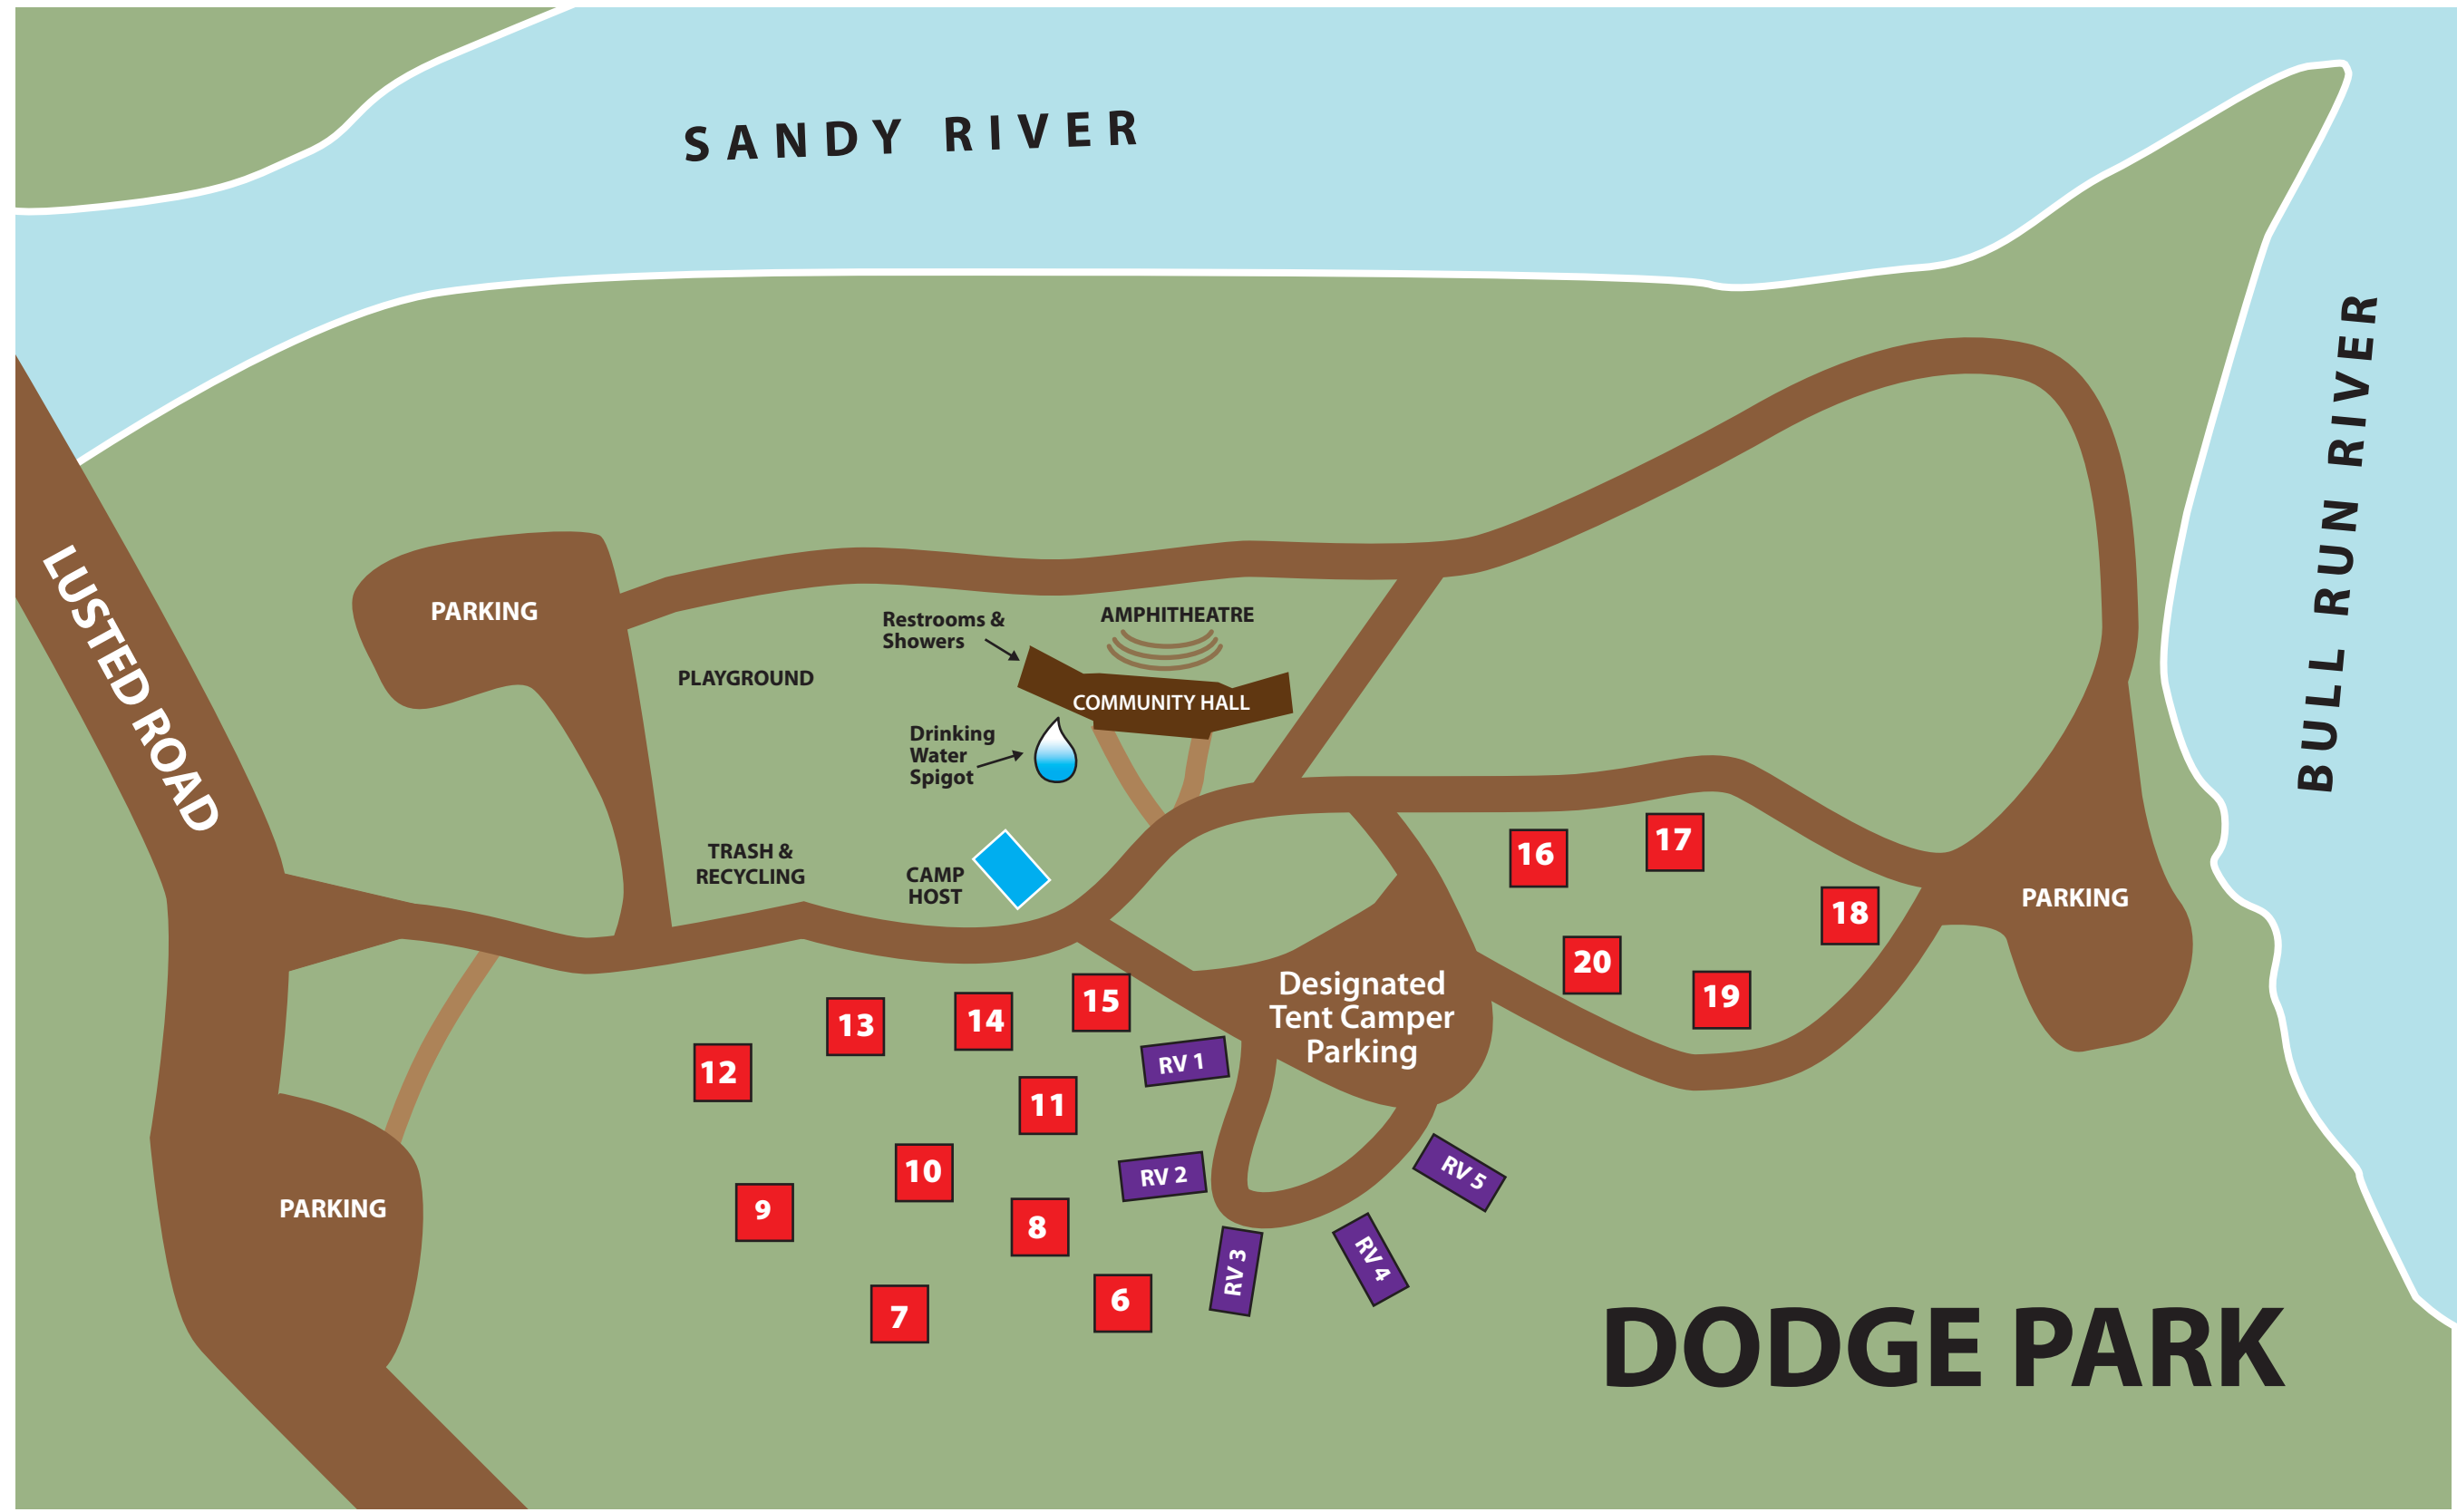 SANDY RIVER
BULL RUN RIVER
LUSTED ROAD
PARKING
Restrooms &
Showers
AMPHITHEATRE
PLAYGROUND
COMMUNITY HALL
Drinking
Water
Spigot
TRASH &
RECYCLING
CAMP
HOST
16
17
18
PARKING
20
19
Designated
Tent Camper
Parking
15
14
13
12
RV 1
11
10
RV 2
RV 5
9
8
PARKING
RV 3
RV 4
6
7
DODGE PARK